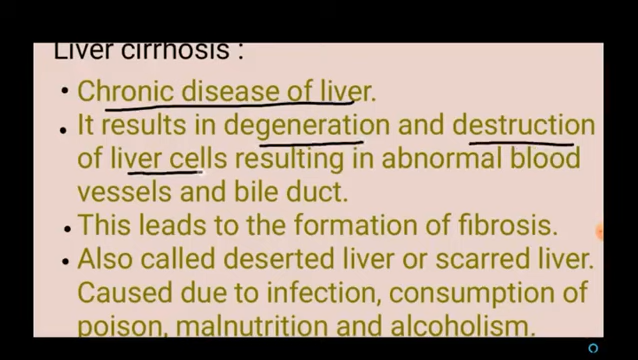 Liver cirrhosis :
• Chronic disease of liver.
• It results in degeneration and destruction
of liver cells resulting in abnormal blood
vessels and bile duct.
• This leads to the formation of fibrosis.
• Also called deserted liver or scarred liver.
Caused due to infection, consumption of
poison, malnutrition and alcoholism.